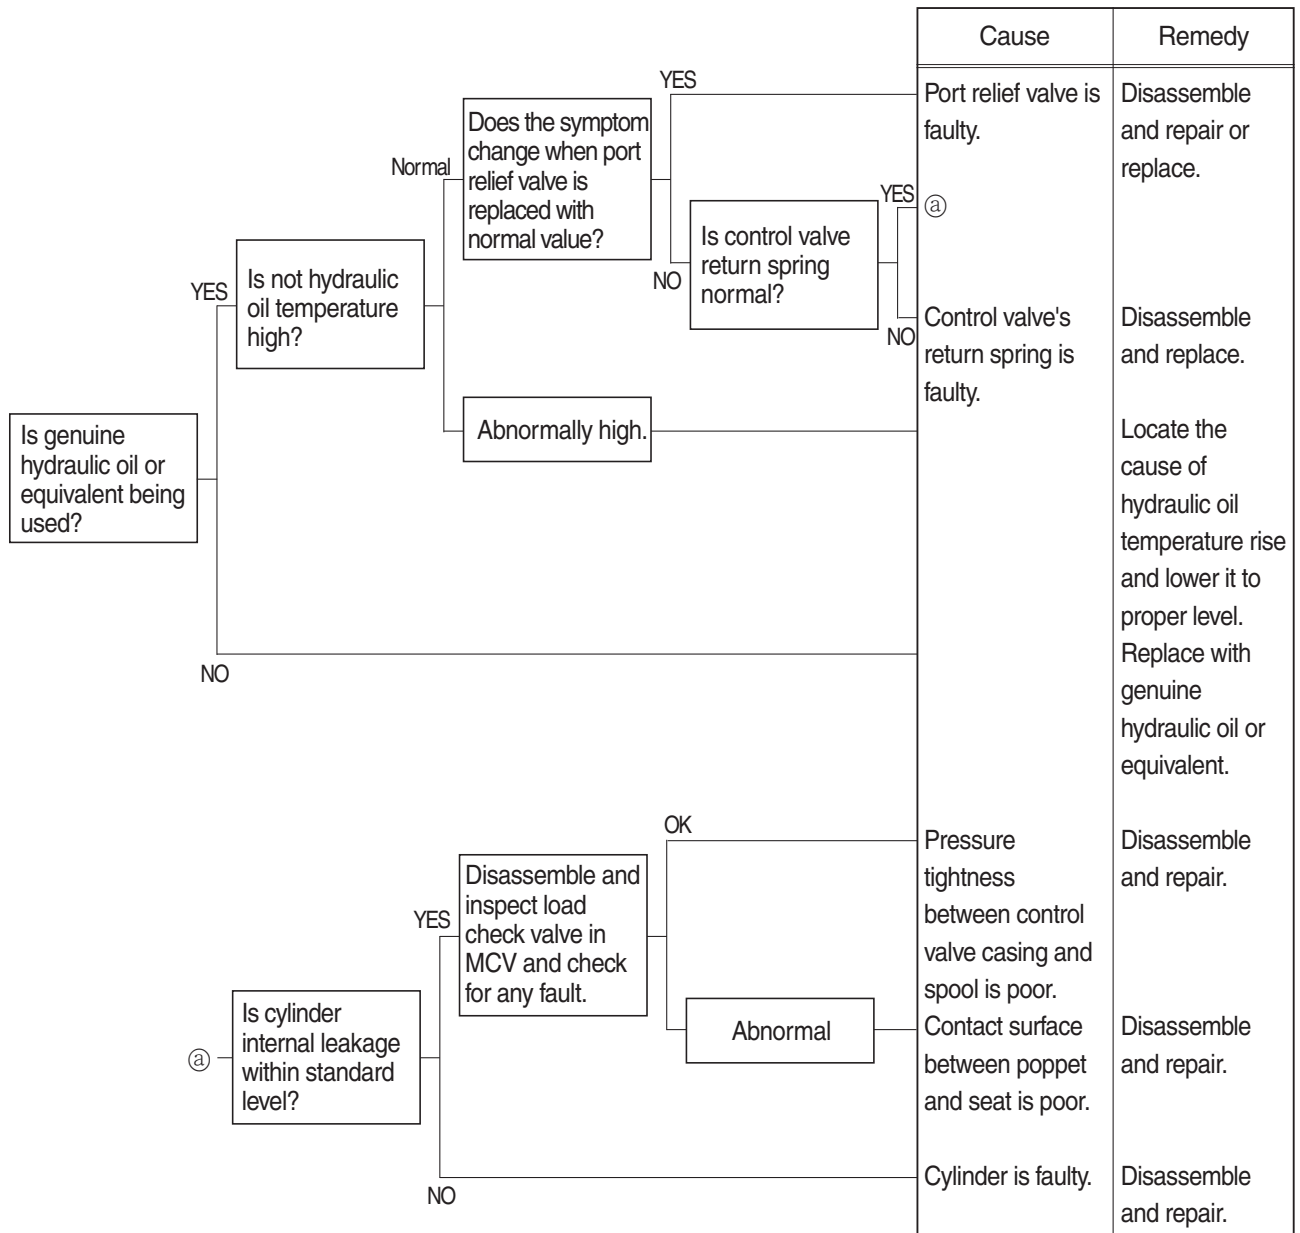 Cause
Remedy
YES
Port relief valve is
faulty.
Disassemble
and repair or
replace.
Does the symptom
change when port
relief valve is
replaced with
normal value?
Normal
YES
ⓐ
Is control valve
return spring
normal?
NO
Is not hydraulic
oil temperature
high?
YES
NO
Control valve's
return spring is
faulty.
Disassemble
and replace.
Abnormally high.
Locate the
cause of
hydraulic oil
temperature rise
and lower it to
proper level.
Is genuine
hydraulic oil or
equivalent being
used?
NO
Replace with
genuine
hydraulic oil or
equivalent.
OK
Pressure
tightness
between control
valve casing and
spool is poor.
Disassemble
and repair.
Disassemble and
inspect load
check valve in
MCV and check
for any fault.
YES
Abnormal
Contact surface
between poppet
and seat is poor.
Disassemble
and repair.
ⓐ
Is cylinder
internal leakage
within standard
level?
NO
Cylinder is faulty.
Disassemble
and repair.